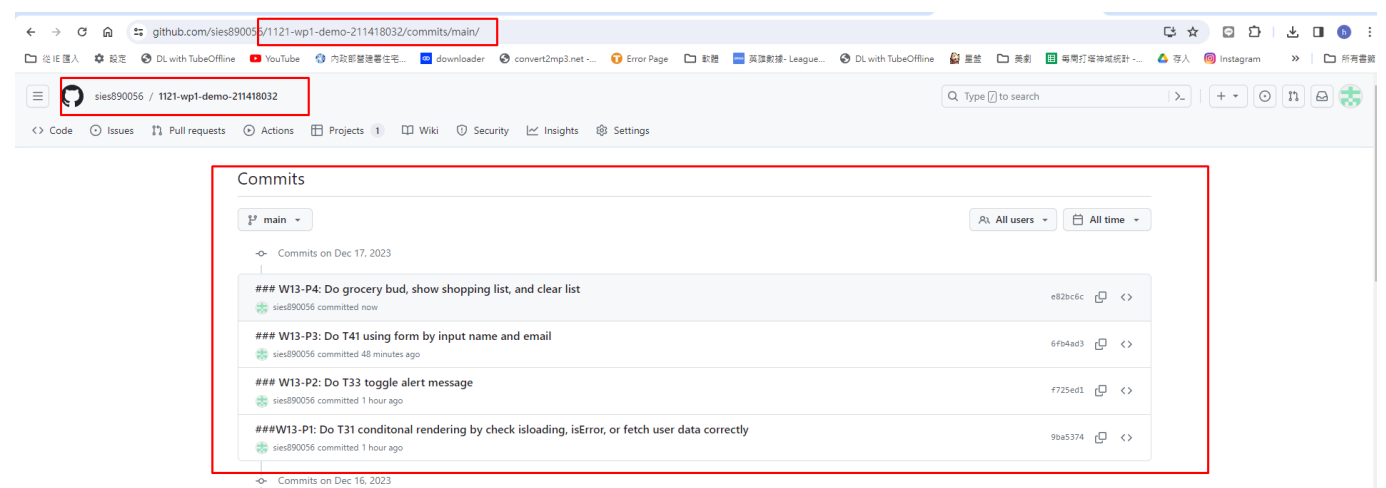 github.com/sies890056/1121-wp1-demo-211418032/commits/main/
從 IE 匯入 設定 DL with TubeOffline YouTube 內政部營建署住宅... downloader convert2mp3.net -... Error Page 軟體 英雄數據- League... DL with TubeOffline 星盤 美劇 每周打塔神域統計 -... 存入 Instagram » 所有書籤
sies890056 / 1121-wp1-demo-211418032
Type / to search
Code Issues Pull requests Actions Projects 1 Wiki Security Insights Settings
Commits
main All users All time
Commits on Dec 17, 2023
### W13-P4: Do grocery bud, show shopping list, and clear list
sies890056 committed now
e82bc6c
### W13-P3: Do T41 using form by input name and email
sies890056 committed 48 minutes ago
6fb4ad3
### W13-P2: Do T33 toggle alert message
sies890056 committed 1 hour ago
f725ed1
###W13-P1: Do T31 conditonal rendering by check isloading, isError, or fetch user data correctly
sies890056 committed 1 hour ago
9ba5374
Commits on Dec 16, 2023